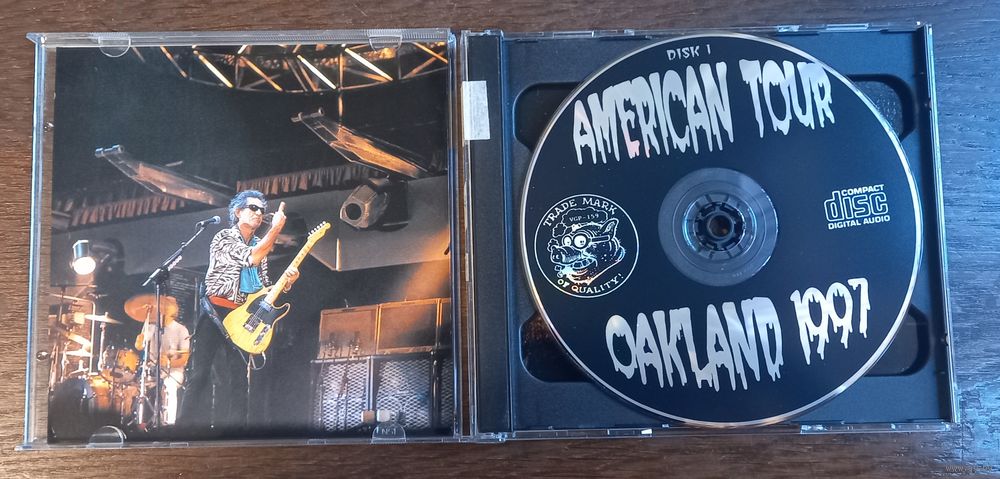 DISK 1
AMERICAN TOUR
TRADE MARK
VGP-159
OF QUALITY!
COMPACT
disc
DIGITAL AUDIO
OAKLAND 1997